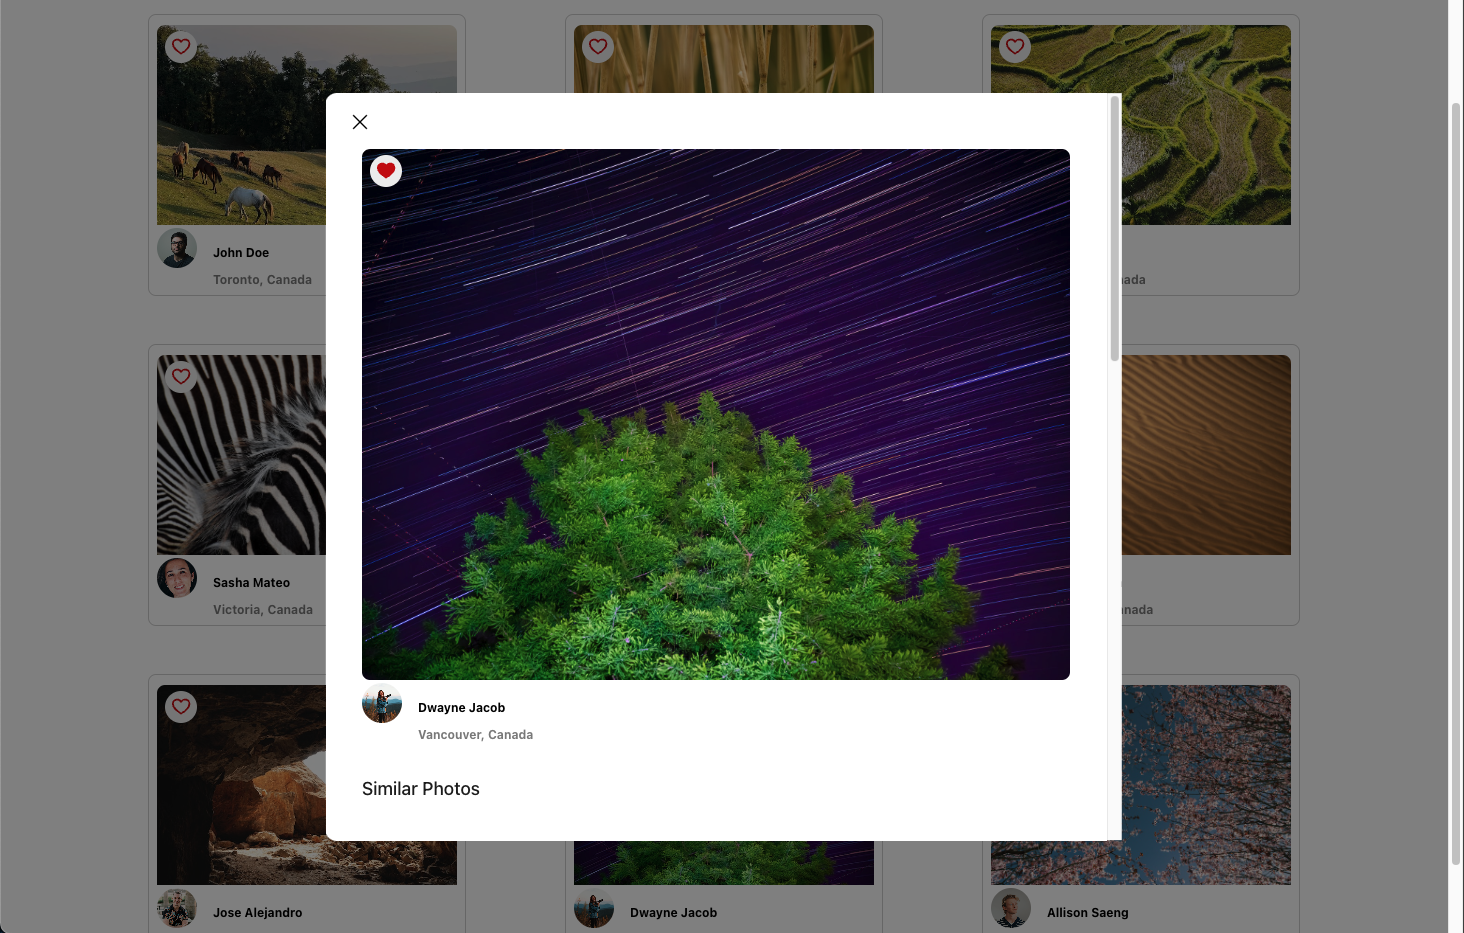 John Doe
Toronto, Canada
nada
Sasha Mateo
Victoria, Canada
nada
Dwayne Jacob
Vancouver, Canada
Similar Photos
Jose Alejandro
Dwayne Jacob
Allison Saeng